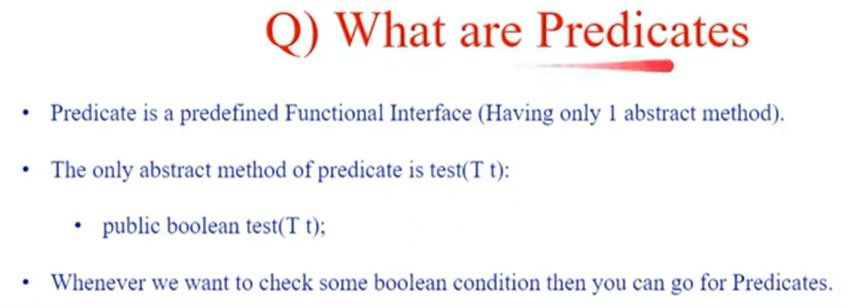 Q) What are Predicates
• Predicate is a predefined Functional Interface (Having only 1 abstract method).
• The only abstract method of predicate is test(T t):
• public boolean test(T t);
• Whenever we want to check some boolean condition then you can go for Predicates.